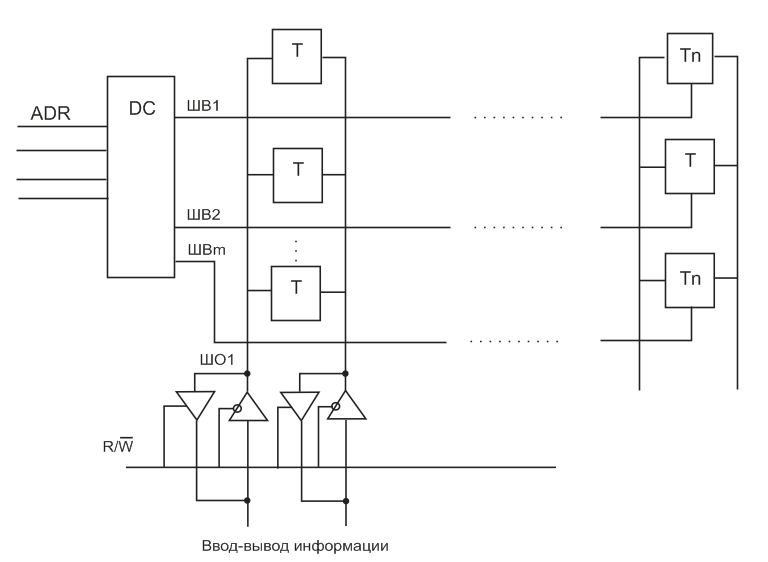 T
Tn
ADR
DC
ШВ1
T
T
ШВ2
ШВm
T
Tn
ШО1
R/W̅
Ввод-вывод информации